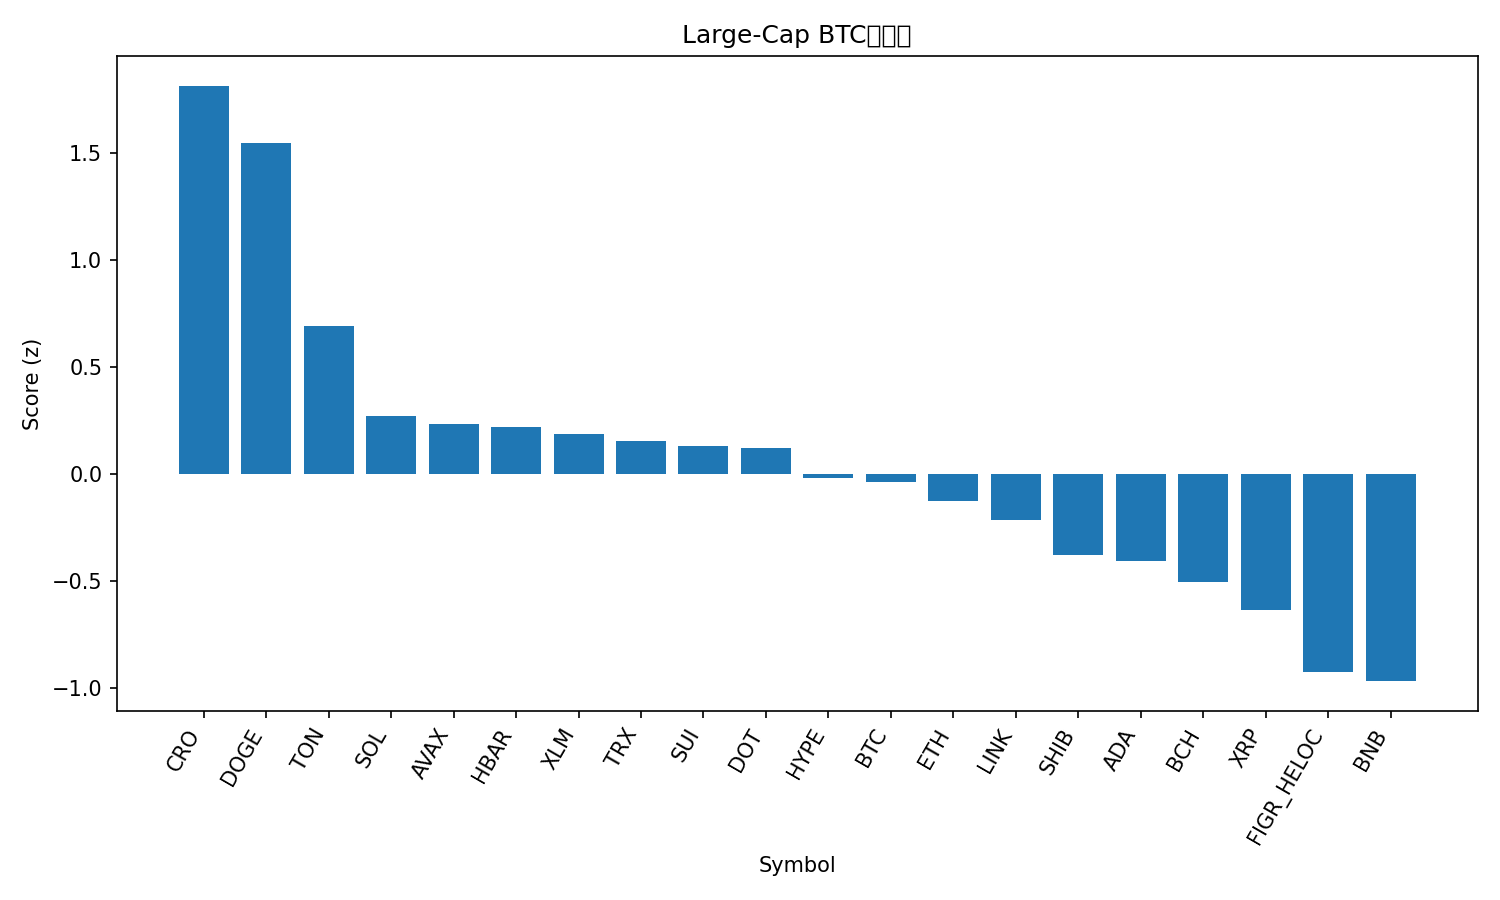 Large-Cap BTC
Score (z)
1.5
1.0
0.5
0.0
−0.5
−1.0
CRO
DOGE
TON
SOL
AVAX
HBAR
XLM
TRX
SUI
DOT
HYPE
BTC
ETH
LINK
SHIB
ADA
BCH
XRP
FIGR_HELOC
BNB
Symbol